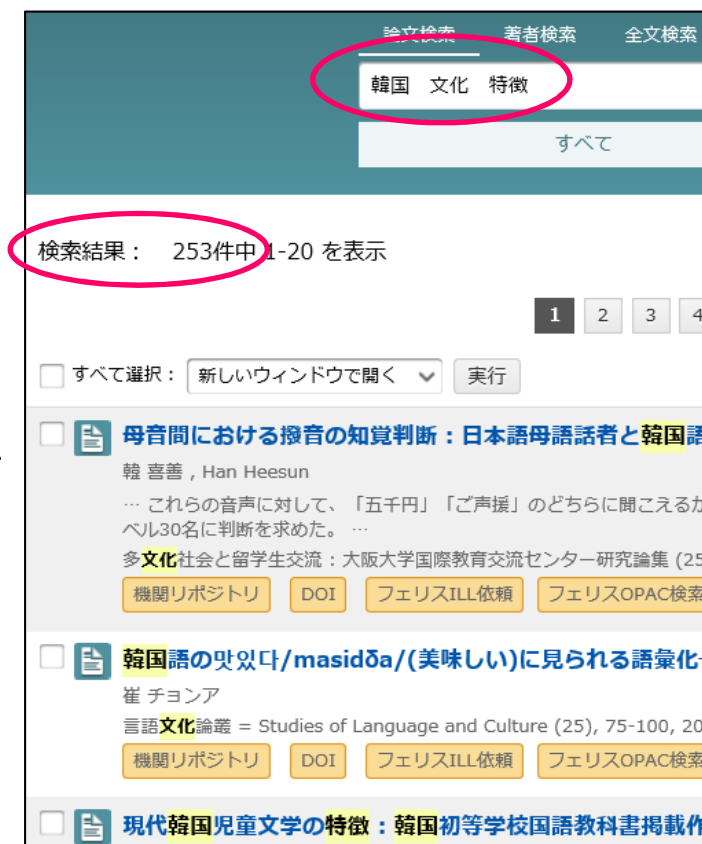 論文検索 著者検索 全文検索
韓国 文化 特徴
すべて
検索結果： 253件中 1-20 を表示
1 2 3 4
すべて選択： 新しいウィンドウで開く 実行
母音間における撥音の知覚判断：日本語母語話者と韓国語
韓 喜善 , Han Heesun
… これらの音声に対して、「五千円」「ご声援」のどちらに聞こえるか
ベル30名に判断を求めた。 …
多文化社会と留学生交流：大阪大学国際教育交流センター研究論集 (25
機関リポジトリ DOI フェリスILL依頼 フェリスOPAC検索
韓国語の맛있다/masidδa/(美味しい)に見られる語彙化
崔 チョンア
言語文化論叢 = Studies of Language and Culture (25), 75-100, 20
機関リポジトリ DOI フェリスILL依頼 フェリスOPAC検索
現代韓国児童文学の特徴：韓国初等学校国語教科書掲載作